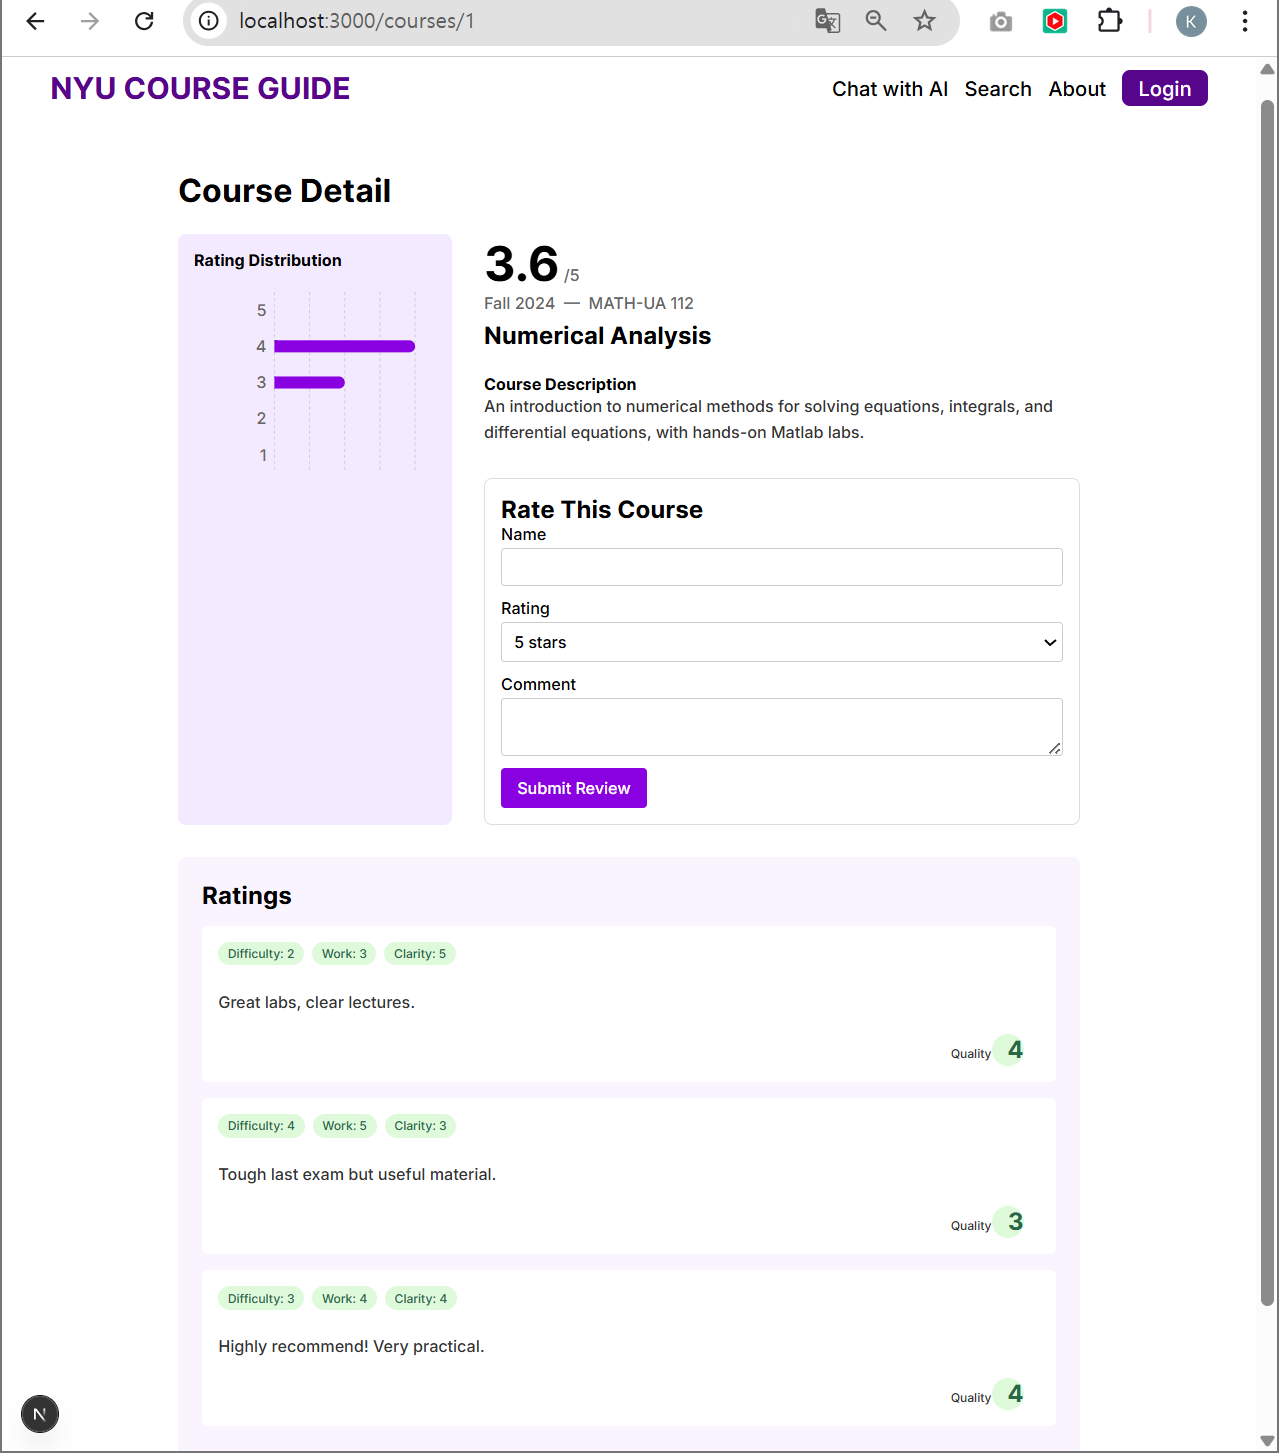 localhost:3000/courses/1
K
NYU COURSE GUIDE
Chat with AI Search About Login
Course Detail
Rating Distribution
5
4
3
2
1
3.6 /5
Fall 2024 — MATH-UA 112
Numerical Analysis
Course Description
An introduction to numerical methods for solving equations, integrals, and
differential equations, with hands-on Matlab labs.
Rate This Course
Name
Rating
5 stars
Comment
Submit Review
Ratings
Difficulty: 2 Work: 3 Clarity: 5
Great labs, clear lectures.
Quality 4
Difficulty: 4 Work: 5 Clarity: 3
Tough last exam but useful material.
Quality 3
Difficulty: 3 Work: 4 Clarity: 4
Highly recommend! Very practical.
Quality 4
N